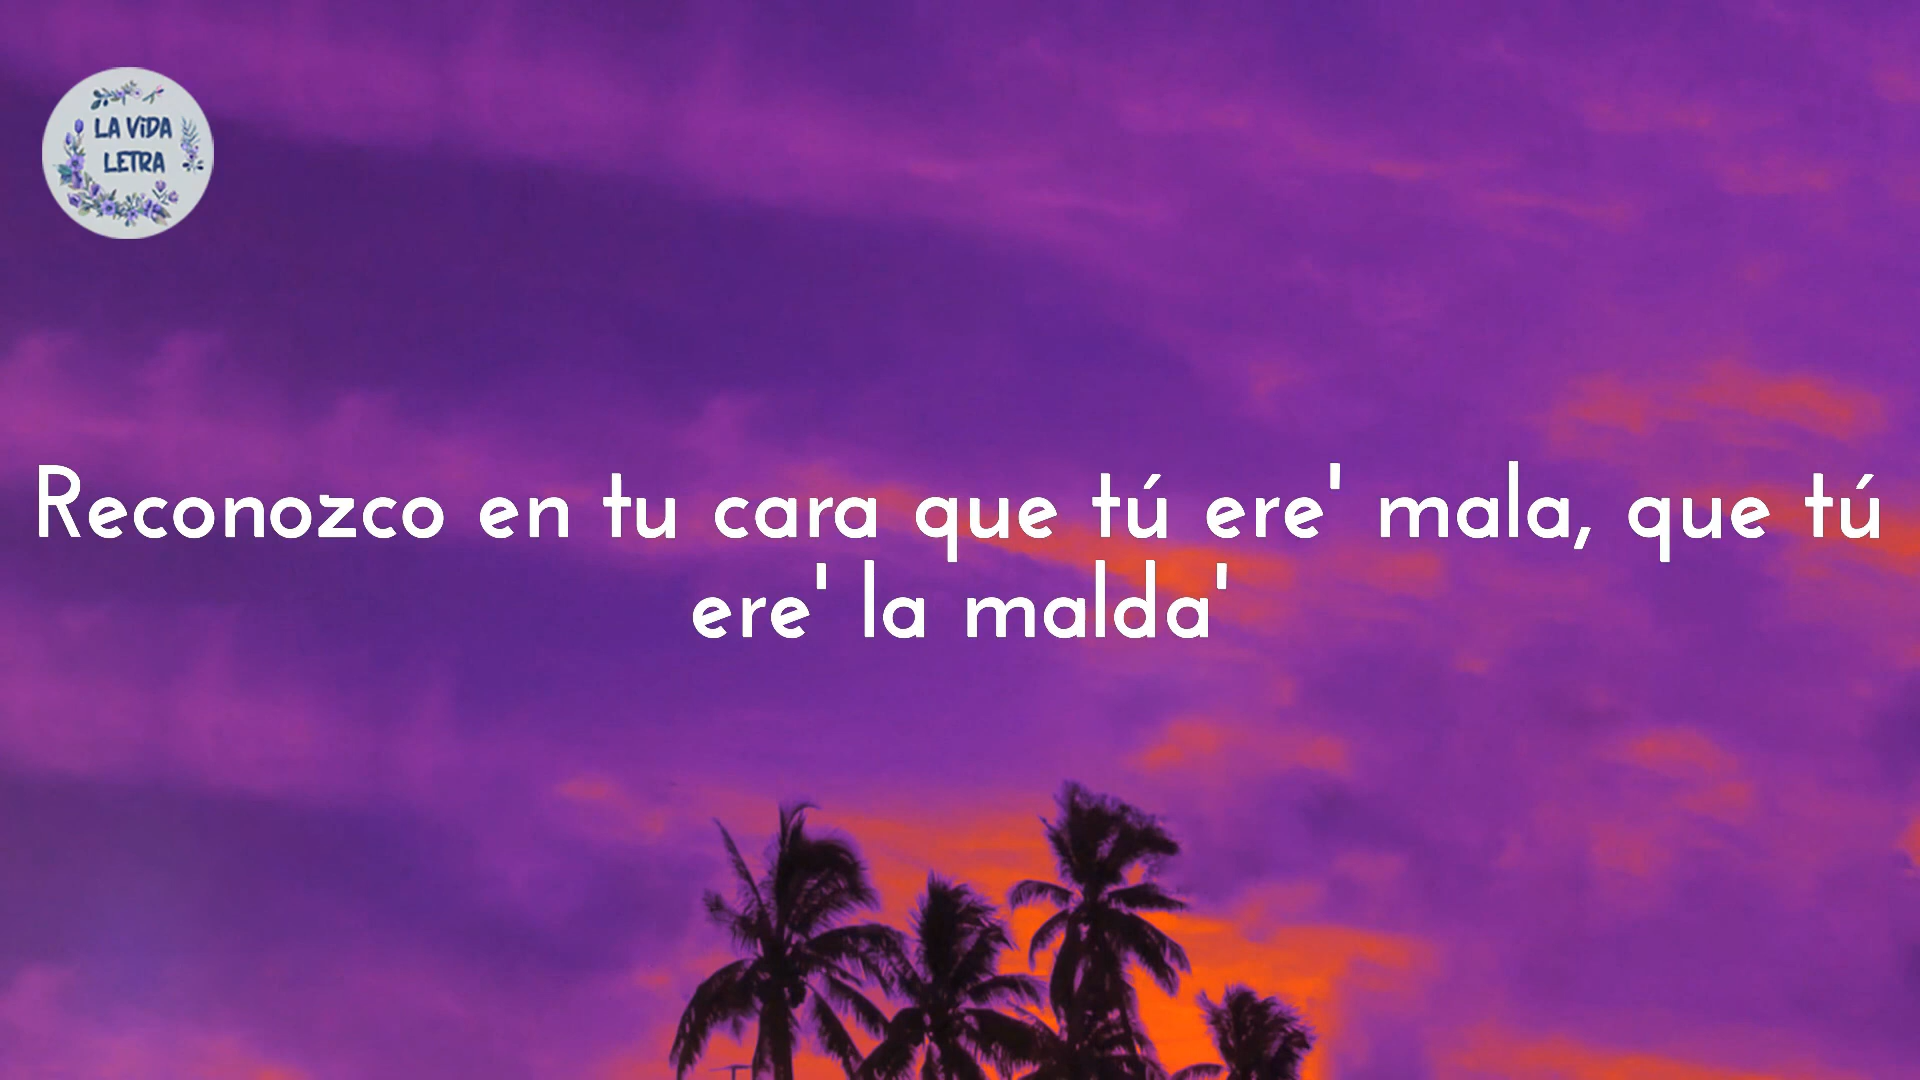 LA ViDA
LETRA
Reconozco en tu cara que tú ere' mala, que tú
ere' la malda'